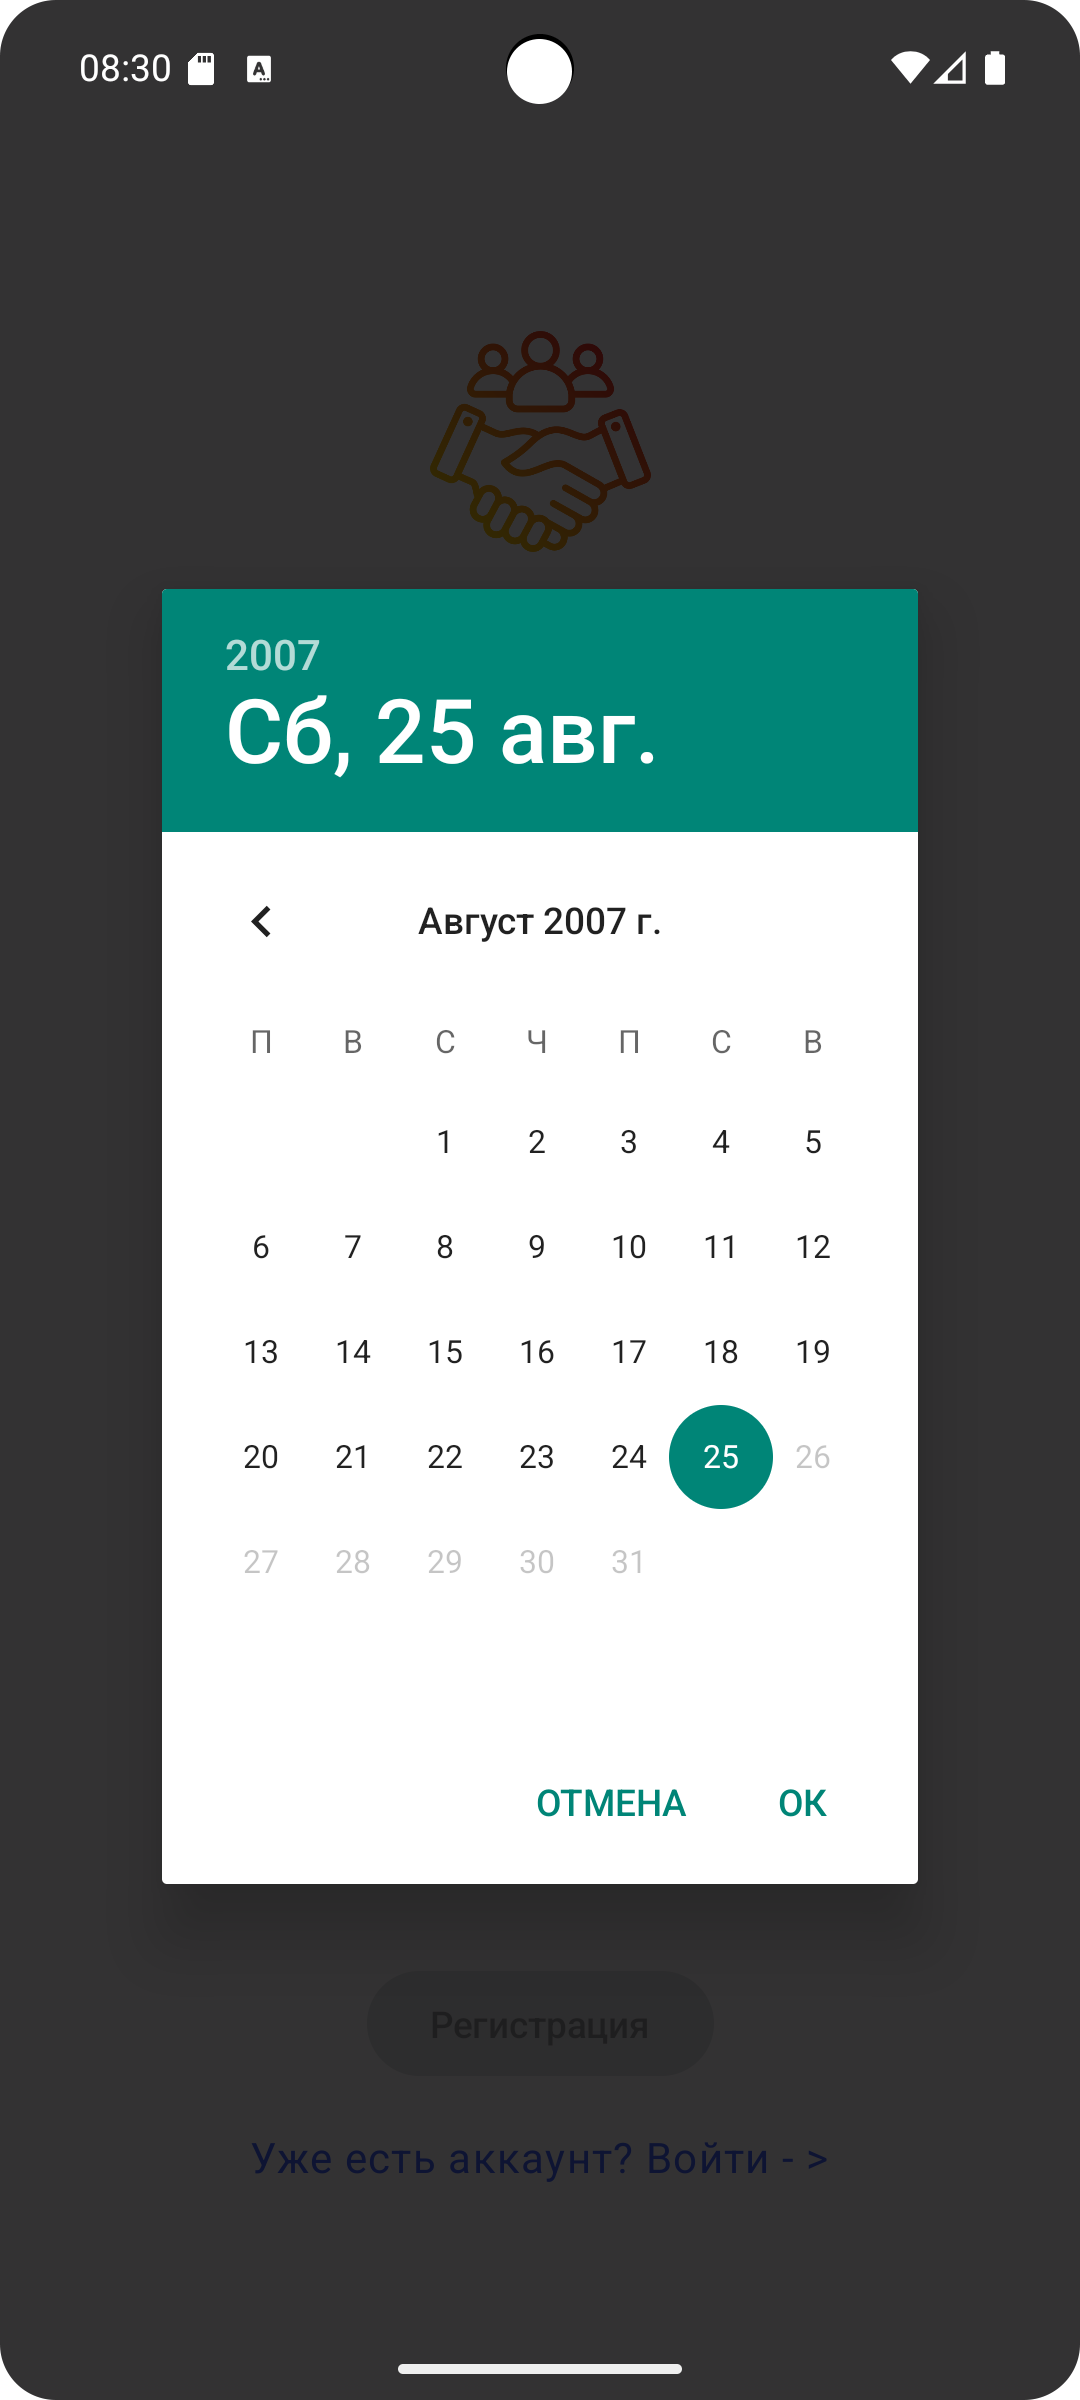 08:30
2007
Сб, 25 авг.
Август 2007 г.
П В С Ч П С В
1 2 3 4 5
6 7 8 9 10 11 12
13 14 15 16 17 18 19
20 21 22 23 24 25 26
27 28 29 30 31
ОТМЕНА ОК
Регистрация
Уже есть аккаунт? Войти - >